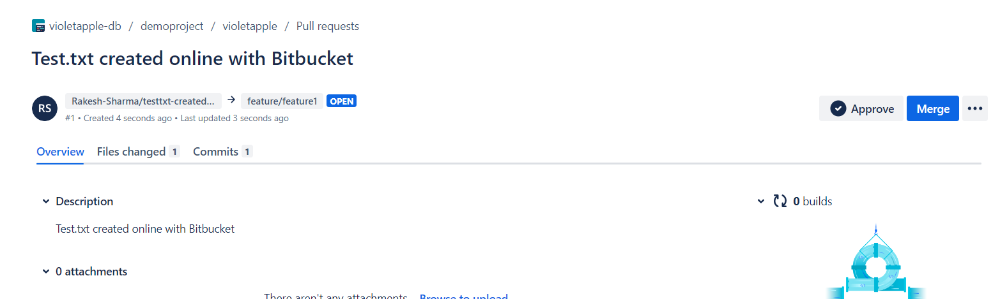 violetapple-db / demoproject / violetapple / Pull requests
Test.txt created online with Bitbucket
RS
Rakesh-Sharma/testtxt-created... → feature/feature1 OPEN
#1 • Created 4 seconds ago • Last updated 3 seconds ago
Approve
Merge
Overview Files changed 1 Commits 1
Description
Test.txt created online with Bitbucket
0 attachments
There aren't any attachments Browse to upload
0 builds